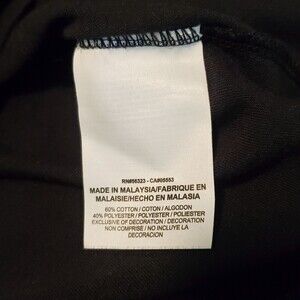 RN#56323 - CA#05553
MADE IN MALAYSIA/FABRIQUE EN
MALAISIE/HECHO EN MALASIA
60% COTTON / COTON / ALGODON
40% POLYESTER / POLYESTER / POLIESTER
EXCLUSIVE OF DECORATION / DECORATION
NON COMPRISE / NO INCLUYE LA
DECORACION